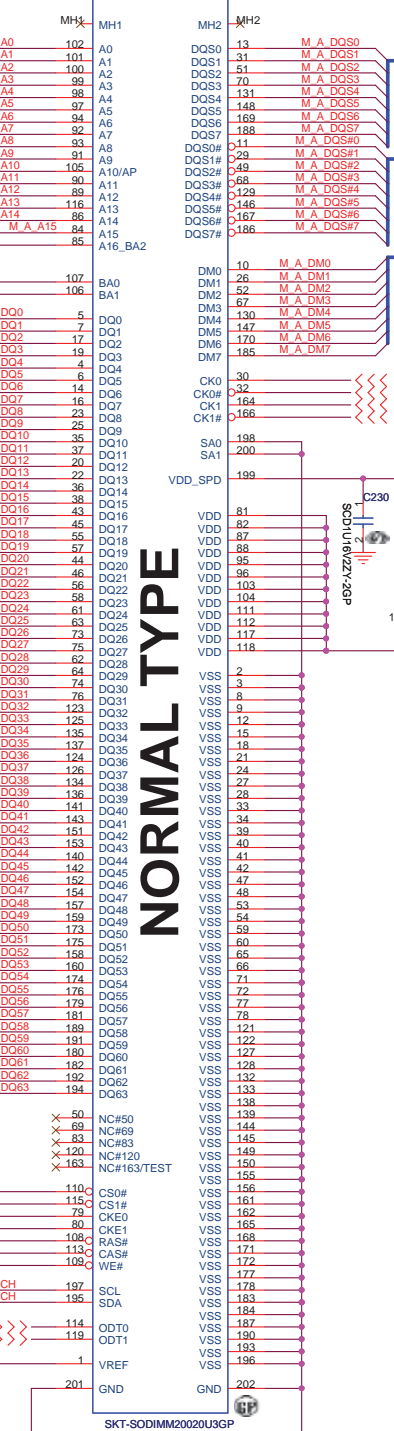 MH1 MH1
A0 102 A0
A1 101 A1
A2 100 A2
A3 99 A3
A4 98 A4
A5 97 A5
A6 94 A6
A7 92 A7
A8 93 A8
A9 91 A9
A10 105 A10/AP
A11 90 A11
A12 89 A12
A13 116 A13
A14 86 A14
M_A_A15 84 A15
85 A16_BA2
107 BA0
106 BA1
DQ0 5 DQ0
DQ1 7 DQ1
DQ2 17 DQ2
DQ3 19 DQ3
DQ4 4 DQ4
DQ5 6 DQ5
DQ6 14 DQ6
DQ7 16 DQ7
DQ8 23 DQ8
DQ9 25 DQ9
DQ10 35 DQ10
DQ11 37 DQ11
DQ12 20 DQ12
DQ13 22 DQ13
DQ14 36 DQ14
DQ15 38 DQ15
DQ16 43 DQ16
DQ17 45 DQ17
DQ18 55 DQ18
DQ19 57 DQ19
DQ20 44 DQ20
DQ21 46 DQ21
DQ22 56 DQ22
DQ23 58 DQ23
DQ24 61 DQ24
DQ25 63 DQ25
DQ26 73 DQ26
DQ27 75 DQ27
DQ28 62 DQ28
DQ29 64 DQ29
DQ30 74 DQ30
DQ31 76 DQ31
DQ32 123 DQ32
DQ33 125 DQ33
DQ34 135 DQ34
DQ35 137 DQ35
DQ36 124 DQ36
DQ37 126 DQ37
DQ38 134 DQ38
DQ39 136 DQ39
DQ40 141 DQ40
DQ41 143 DQ41
DQ42 151 DQ42
DQ43 153 DQ43
DQ44 140 DQ44
DQ45 142 DQ45
DQ46 152 DQ46
DQ47 154 DQ47
DQ48 157 DQ48
DQ49 159 DQ49
DQ50 173 DQ50
DQ51 175 DQ51
DQ52 158 DQ52
DQ53 160 DQ53
DQ54 174 DQ54
DQ55 176 DQ55
DQ56 179 DQ56
DQ57 181 DQ57
DQ58 189 DQ58
DQ59 191 DQ59
DQ60 180 DQ60
DQ61 182 DQ61
DQ62 192 DQ62
DQ63 194 DQ63
50 NC#50
69 NC#69
83 NC#83
120 NC#120
163 NC#163/TEST
110 CS0#
115 CS1#
79 CKE0
80 CKE1
108 RAS#
113 CAS#
109 WE#
CH 197 SCL
CH 195 SDA
114 ODT0
119 ODT1
1 VREF
201 GND
NORMAL TYPE
MH2 MH2
DQS0 13 M_A_DQS0
DQS1 31 M_A_DQS1
DQS2 51 M_A_DQS2
DQS3 70 M_A_DQS3
DQS4 131 M_A_DQS4
DQS5 148 M_A_DQS5
DQS6 169 M_A_DQS6
DQS7 188 M_A_DQS7
DQS0# 11 M_A_DQS#0
DQS1# 29 M_A_DQS#1
DQS2# 49 M_A_DQS#2
DQS3# 68 M_A_DQS#3
DQS4# 129 M_A_DQS#4
DQS5# 146 M_A_DQS#5
DQS6# 167 M_A_DQS#6
DQS7# 186 M_A_DQS#7
DM0 10 M_A_DM0
DM1 26 M_A_DM1
DM2 52 M_A_DM2
DM3 67 M_A_DM3
DM4 130 M_A_DM4
DM5 147 M_A_DM5
DM6 170 M_A_DM6
DM7 185 M_A_DM7
CK0 30
CK0# 32
CK1 164
CK1# 166
SA0 198
SA1 200
VDD_SPD 199
C230
SCD1U16V2ZY-2GP
1
2
1
VDD 81
VDD 82
VDD 87
VDD 88
VDD 95
VDD 96
VDD 103
VDD 104
VDD 111
VDD 112
VDD 117
VDD 118
VSS 2
VSS 3
VSS 8
VSS 9
VSS 12
VSS 15
VSS 18
VSS 21
VSS 24
VSS 27
VSS 28
VSS 33
VSS 34
VSS 39
VSS 40
VSS 41
VSS 42
VSS 47
VSS 48
VSS 53
VSS 54
VSS 59
VSS 60
VSS 65
VSS 66
VSS 71
VSS 72
VSS 77
VSS 78
VSS 121
VSS 122
VSS 127
VSS 128
VSS 132
VSS 133
VSS 138
VSS 139
VSS 144
VSS 145
VSS 149
VSS 150
VSS 155
VSS 156
VSS 161
VSS 162
VSS 165
VSS 168
VSS 171
VSS 172
VSS 177
VSS 178
VSS 183
VSS 184
VSS 187
VSS 190
VSS 193
VSS 196
GND 202
GP
SKT-SODIMM20020U3GP